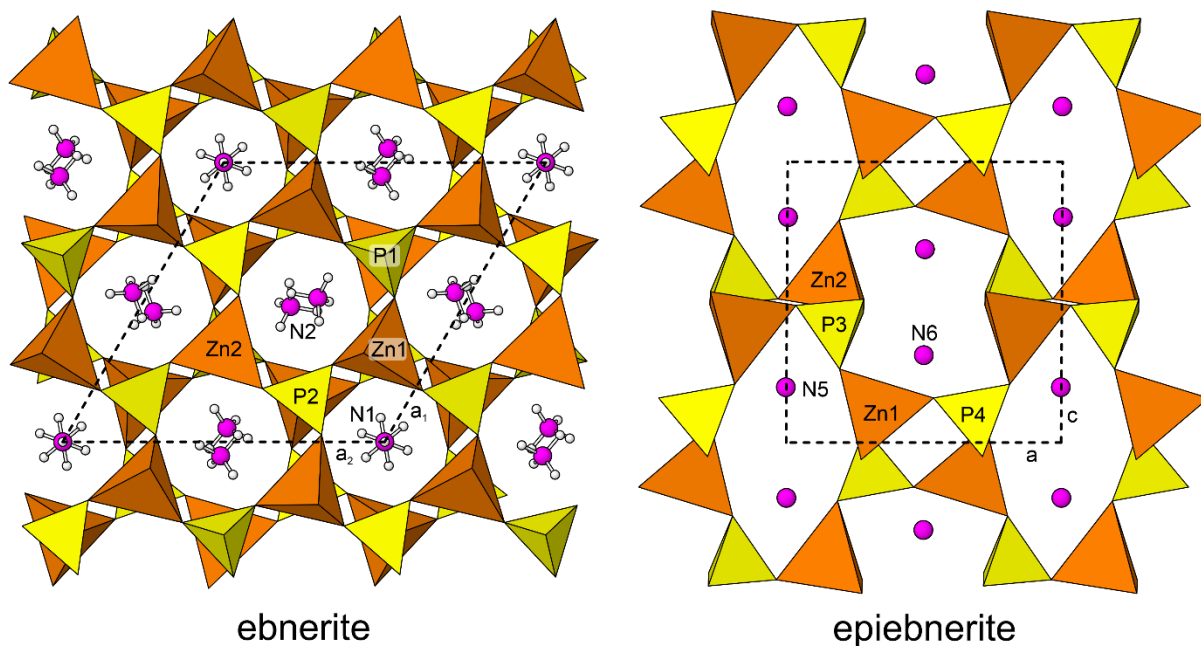 P1
N2
Zn2
Zn1
P2
N1
a1
a2
ebnerite
Zn2
P3
N6
N5
Zn1
P4
c
a
epiebnerite